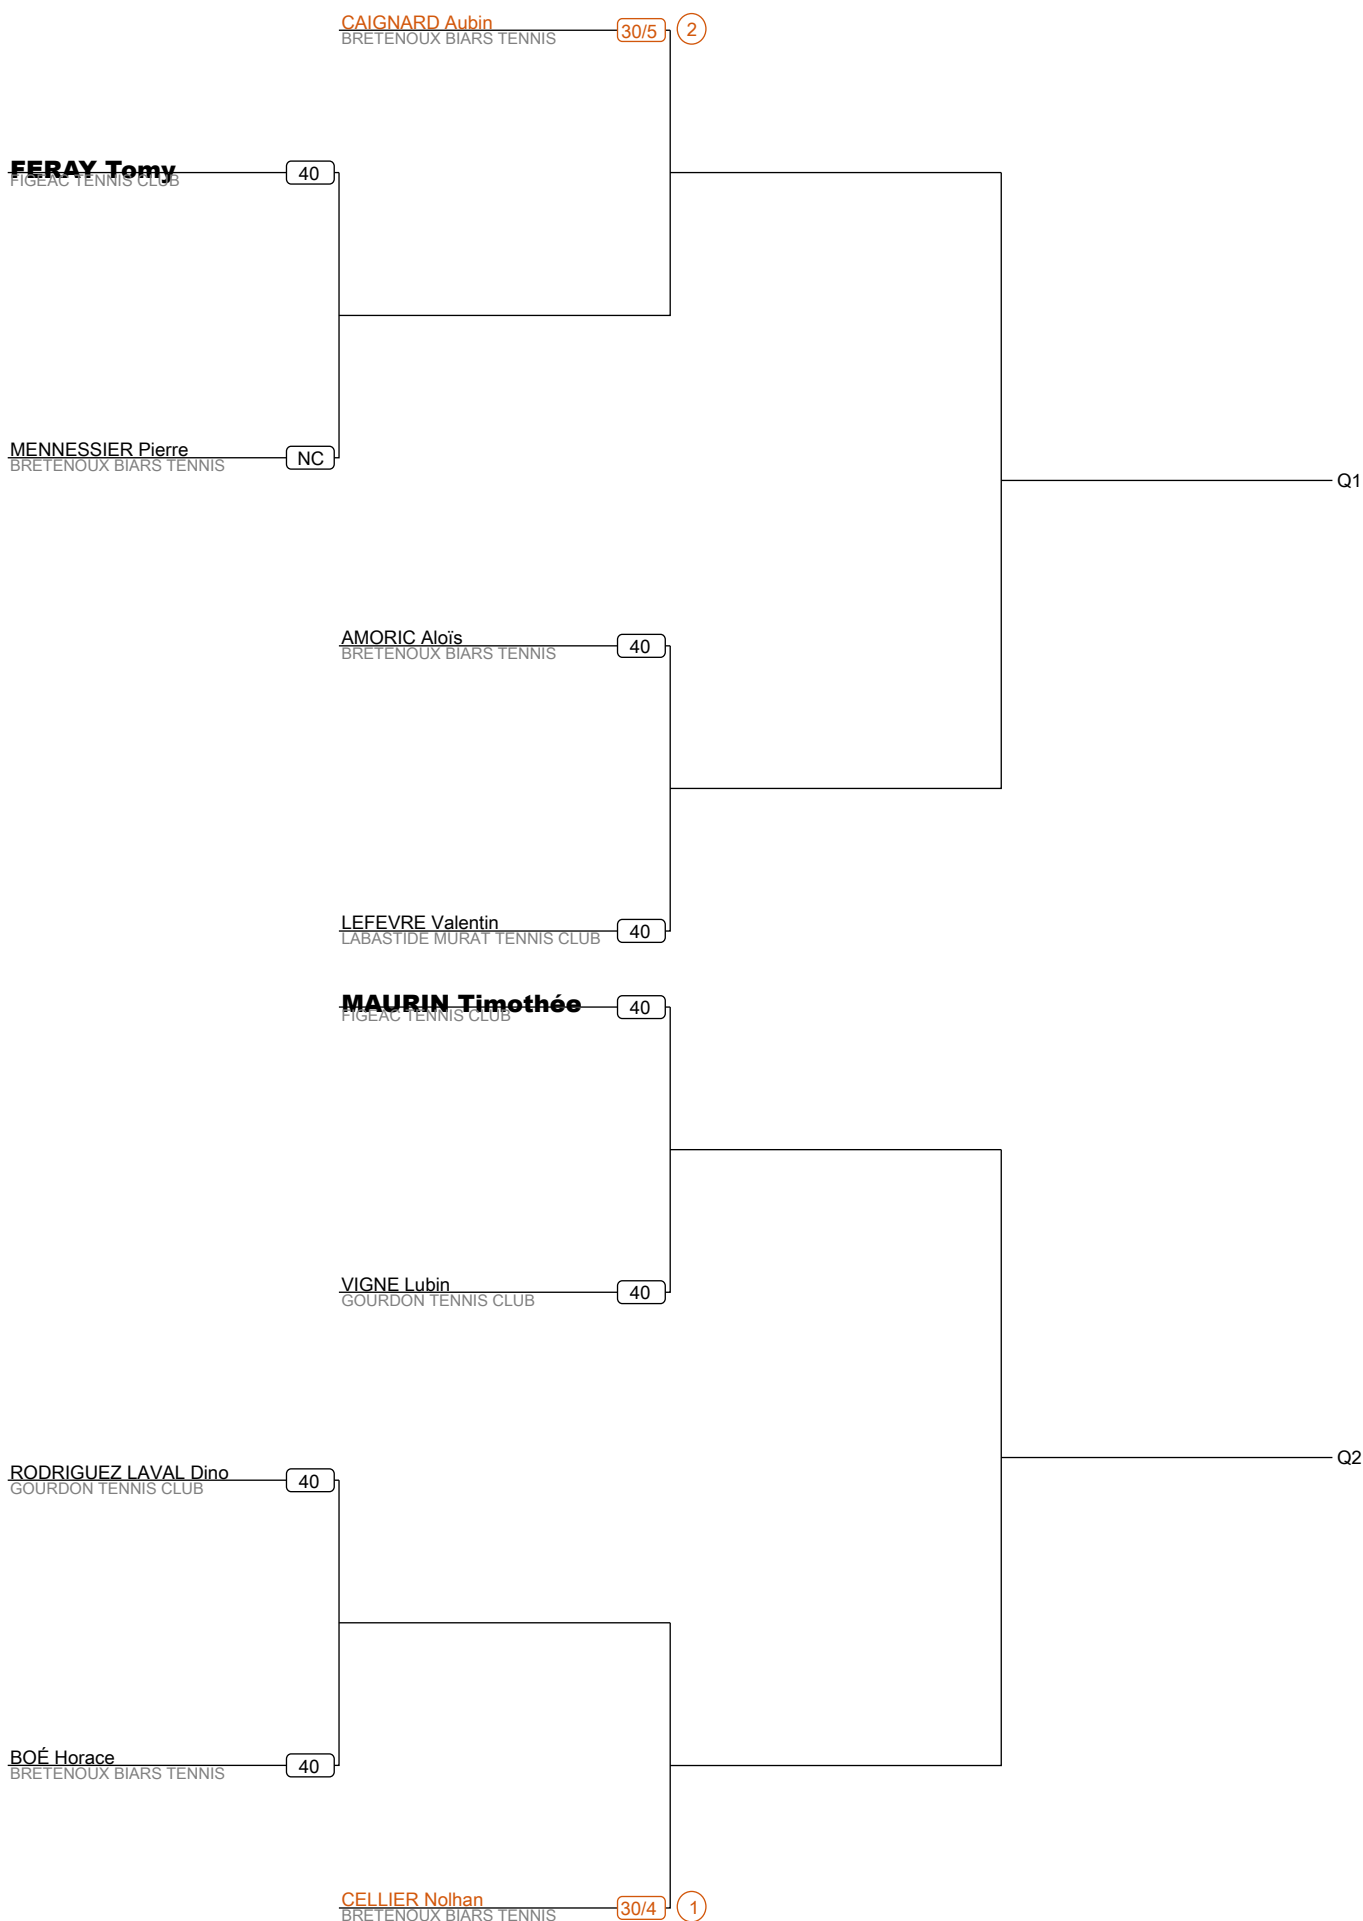 CAIGNARD Aubin
BRETENOUX BIARS TENNIS
30/5
2
FERAY Tomy
FIGEAC TENNIS CLUB
40
MENNESSIER Pierre
BRETENOUX BIARS TENNIS
NC
Q1
AMORIC Aloïs
BRETENOUX BIARS TENNIS
40
LEFEVRE Valentin
LABASTIDE MURAT TENNIS CLUB
40
MAURIN Timothée
FIGEAC TENNIS CLUB
40
VIGNE Lubin
GOURDON TENNIS CLUB
40
Q2
RODRIGUEZ LAVAL Dino
GOURDON TENNIS CLUB
40
BOÉ Horace
BRETENOUX BIARS TENNIS
40
CELLIER Nolhan
BRETENOUX BIARS TENNIS
30/4
1